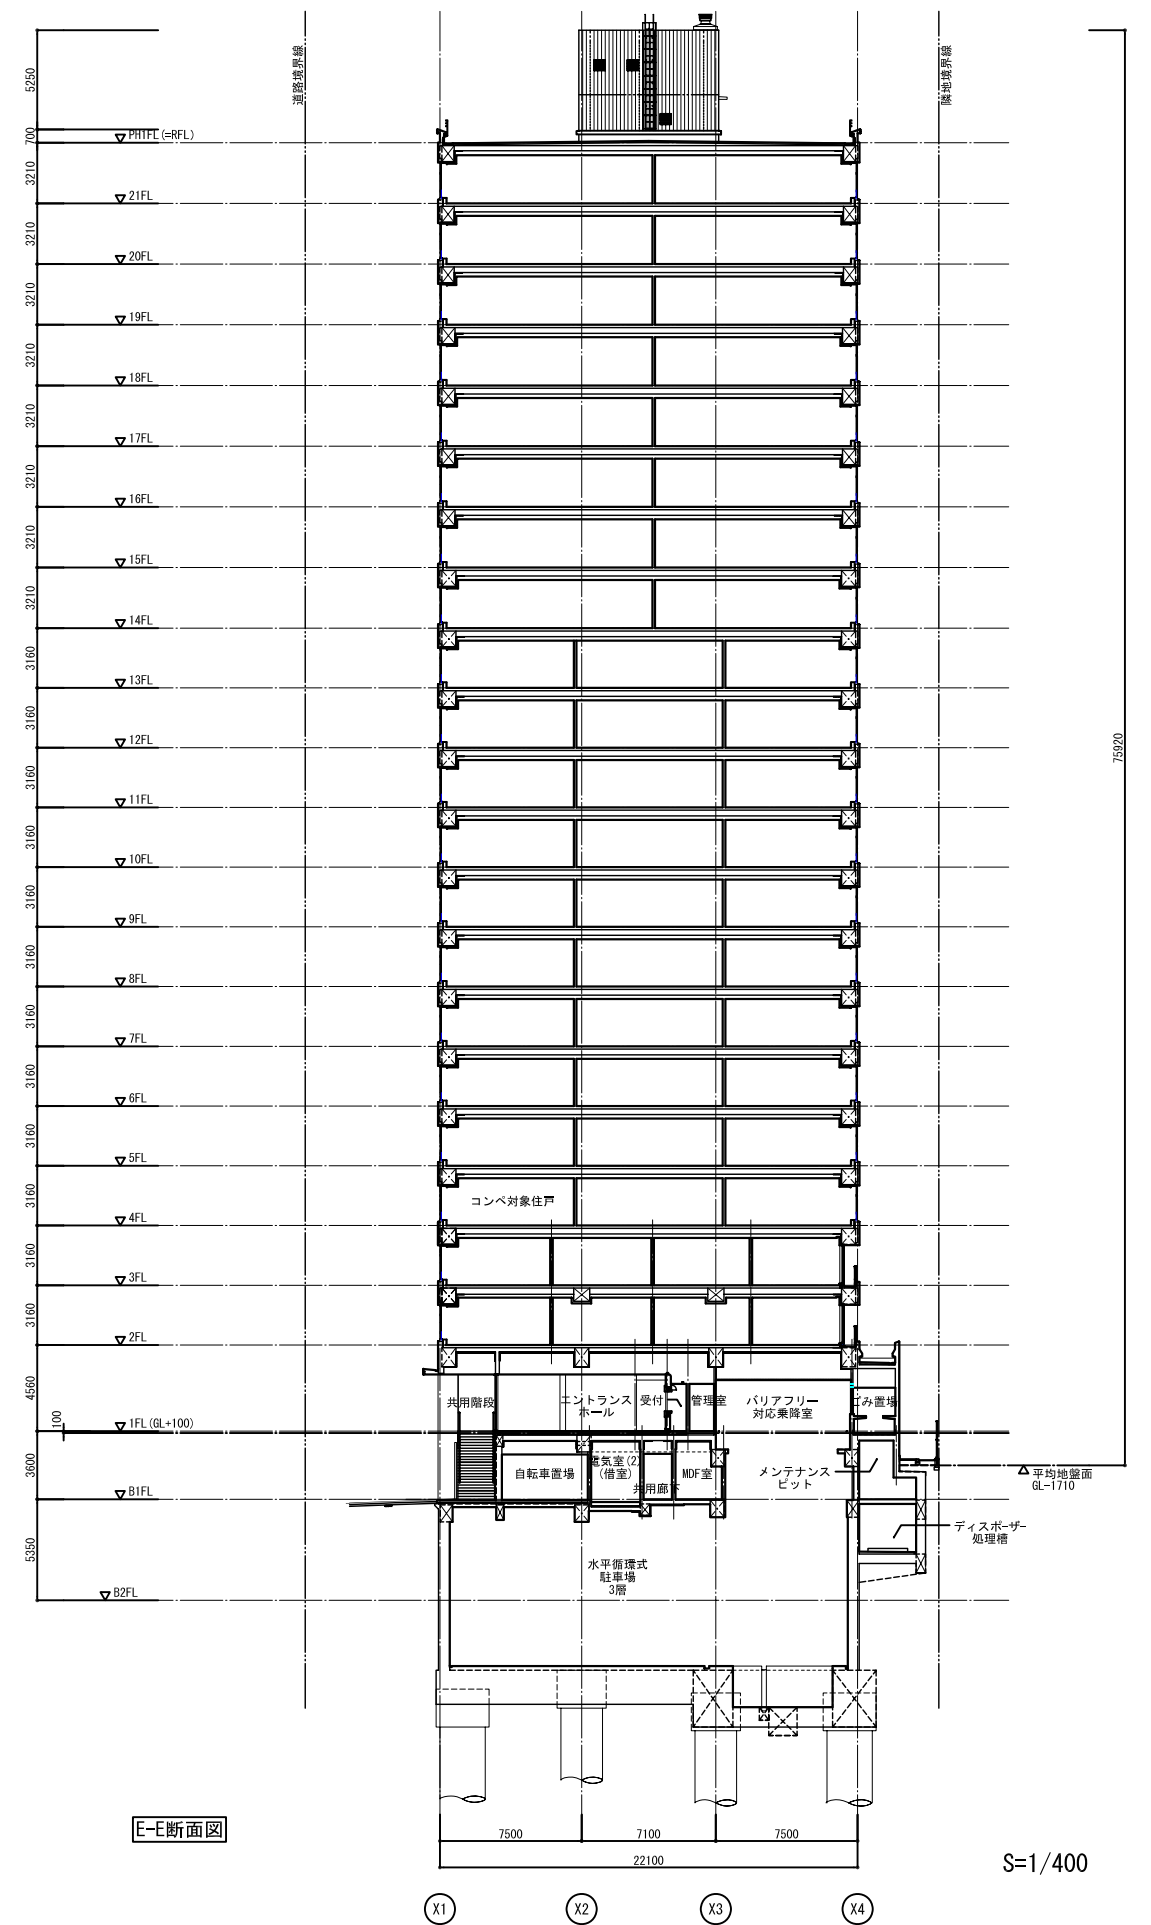 道路境界線
隣地境界線
5250
700
PH1FL(=RFL)
3210
21FL
3210
20FL
3210
19FL
3210
18FL
3210
17FL
3210
16FL
3210
15FL
3210
14FL
3160
13FL
3160
12FL
75920
3160
11FL
3160
10FL
3160
9FL
3160
8FL
3160
7FL
3160
6FL
3160
5FL
3160
コンペ対象住戸
4FL
3160
3FL
3160
2FL
4560
共用階段
エントランス
ホール
受付
管理室
バリアフリー
対応乗降室
ごみ置場
100
1FL(GL+100)
3600
自転車置場
電気室(2)
(借室)
共用廊下
MDF室
メンテナンス
ピット
平均地盤面
GL-1710
B1FL
ディスポーザー
処理槽
5350
水平循環式
駐車場
3層
B2FL
E-E断面図
7500
7100
7500
22100
S=1/400
X1
X2
X3
X4